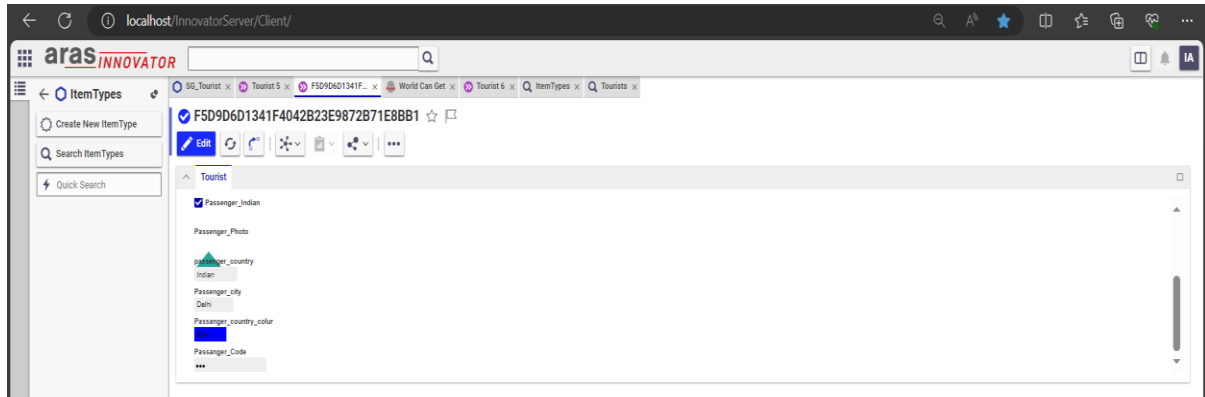 localhost/InnovatorServer/Client/
aras INNOVATOR
IA
ItemTypes
Create New ItemType
Search ItemTypes
Quick Search
SG_Tourist x Tourist 5 x F5D9D6D1341F... x World Can Get x Tourist 6 x ItemTypes x Tourists x
F5D9D6D1341F4042B23E9872B71E8BB1
Edit
Tourist
Passenger_Indian
Passenger_Photo
passenger_country
Indian
Passenger_city
Delhi
Passanger_country_colur
Passanger_Code
•••